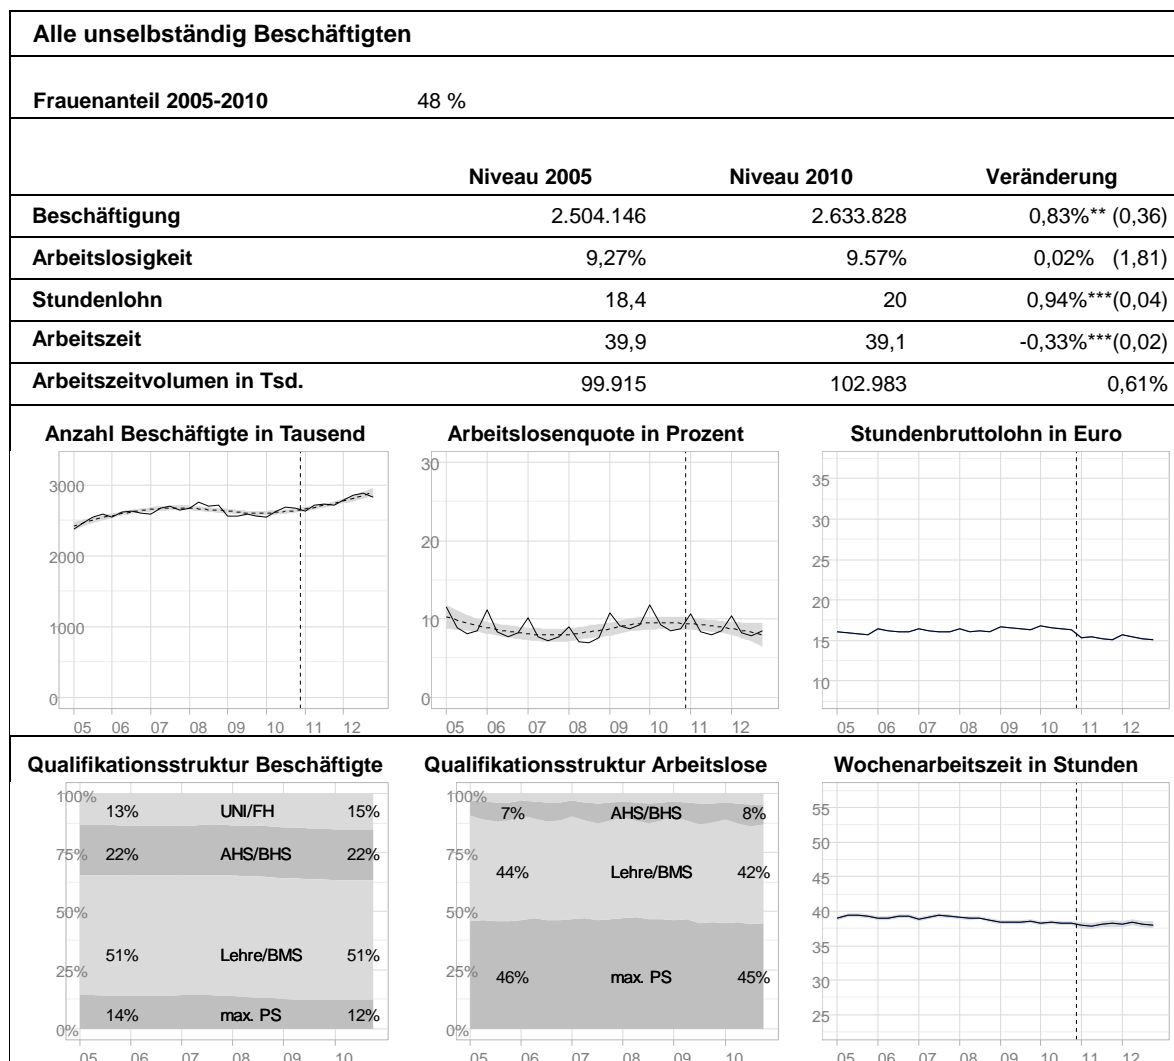 Alle unselbständig Beschäftigten
Frauenanteil 2005-2010 48 %
Niveau 2005 Niveau 2010 Veränderung
Beschäftigung 2.504.146 2.633.828 0,83%** (0,36)
Arbeitslosigkeit 9,27% 9.57% 0,02% (1,81)
Stundenlohn 18,4 20 0,94%***(0,04)
Arbeitszeit 39,9 39,1 -0,33%***(0,02)
Arbeitszeitvolumen in Tsd. 99.915 102.983 0,61%
Anzahl Beschäftigte in Tausend
3000
2000
1000
0
05 06 07 08 09 10 11 12
Arbeitslosenquote in Prozent
30
20
10
0
05 06 07 08 09 10 11 12
Stundenbruttolohn in Euro
35
30
25
20
15
10
05 06 07 08 09 10 11 12
Qualifikationsstruktur Beschäftigte
100%
13% UNI/FH 15%
75% 22% AHS/BHS 22%
50%
51% Lehre/BMS 51%
25%
14% max. PS 12%
0%
05 06 07 08 09 10
Qualifikationsstruktur Arbeitslose
100%
7% AHS/BHS 8%
75%
44% Lehre/BMS 42%
50%
25% 46% max. PS 45%
0%
05 06 07 08 09 10
Wochenarbeitszeit in Stunden
55
50
45
40
35
30
25
05 06 07 08 09 10 11 12